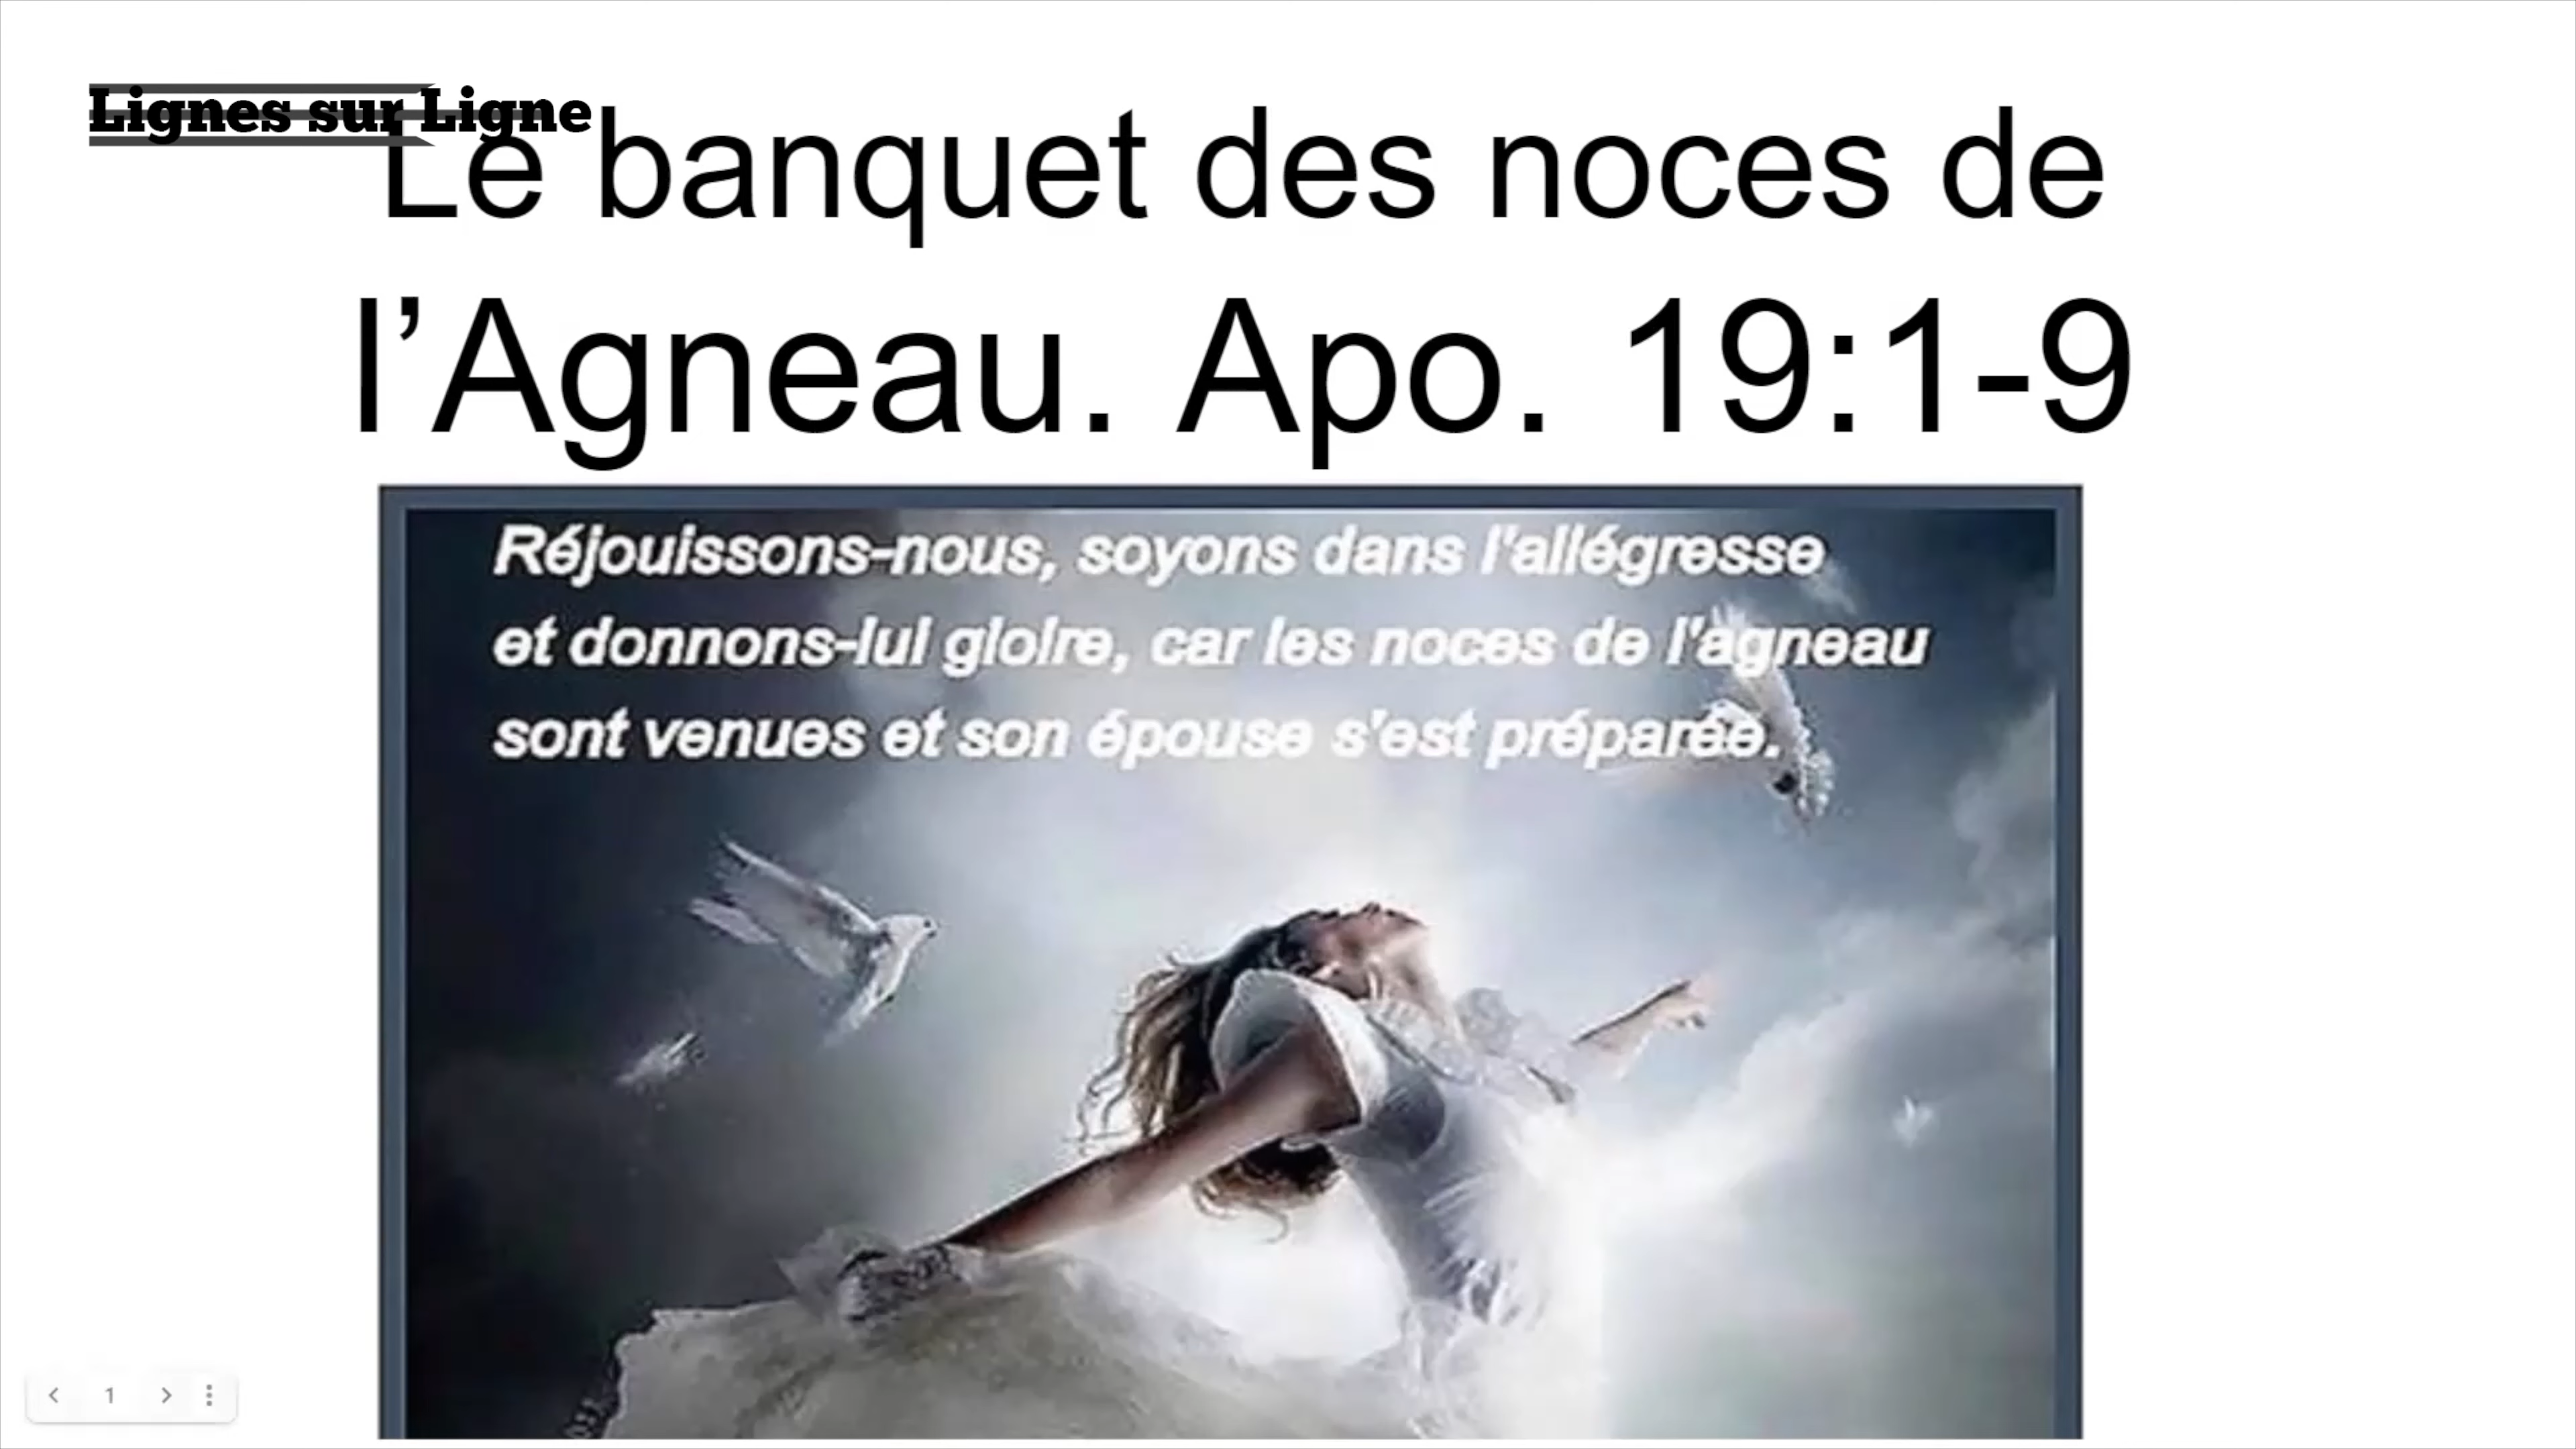 Lignes sur Ligne
Le banquet des noces de
l’Agneau. Apo. 19:1-9
Réjouissons-nous, soyons dans l'allégresse
et donnons-lui gloire, car les noces de l'agneau
sont venues et son épouse s'est préparée.
1